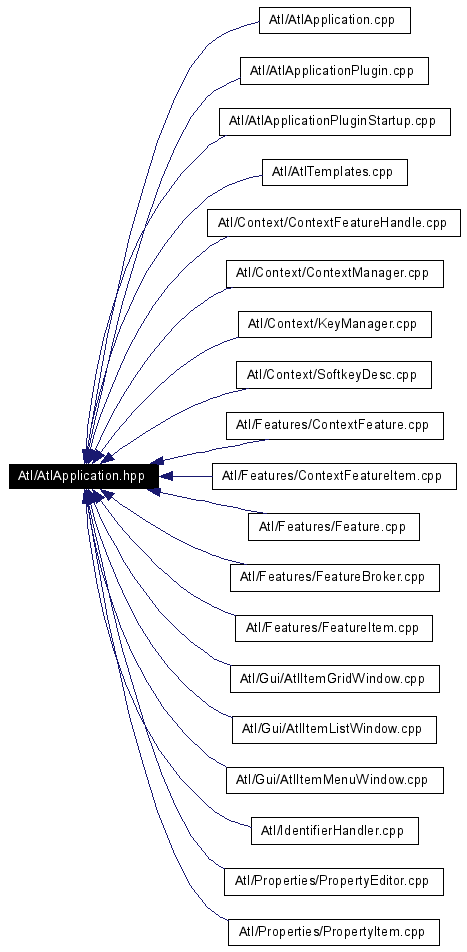 Atl/AtlApplication.cpp
Atl/AtlApplicationPlugin.cpp
Atl/AtlApplicationPluginStartup.cpp
Atl/AtlTemplates.cpp
Atl/Context/ContextFeatureHandle.cpp
Atl/Context/ContextManager.cpp
Atl/Context/KeyManager.cpp
Atl/Context/SoftkeyDesc.cpp
Atl/Features/ContextFeature.cpp
Atl/AtlApplication.hpp
Atl/Features/ContextFeatureItem.cpp
Atl/Features/Feature.cpp
Atl/Features/FeatureBroker.cpp
Atl/Features/FeatureItem.cpp
Atl/Gui/AtlItemGridWindow.cpp
Atl/Gui/AtlItemListWindow.cpp
Atl/Gui/AtlItemMenuWindow.cpp
Atl/IdentifierHandler.cpp
Atl/Properties/PropertyEditor.cpp
Atl/Properties/PropertyItem.cpp